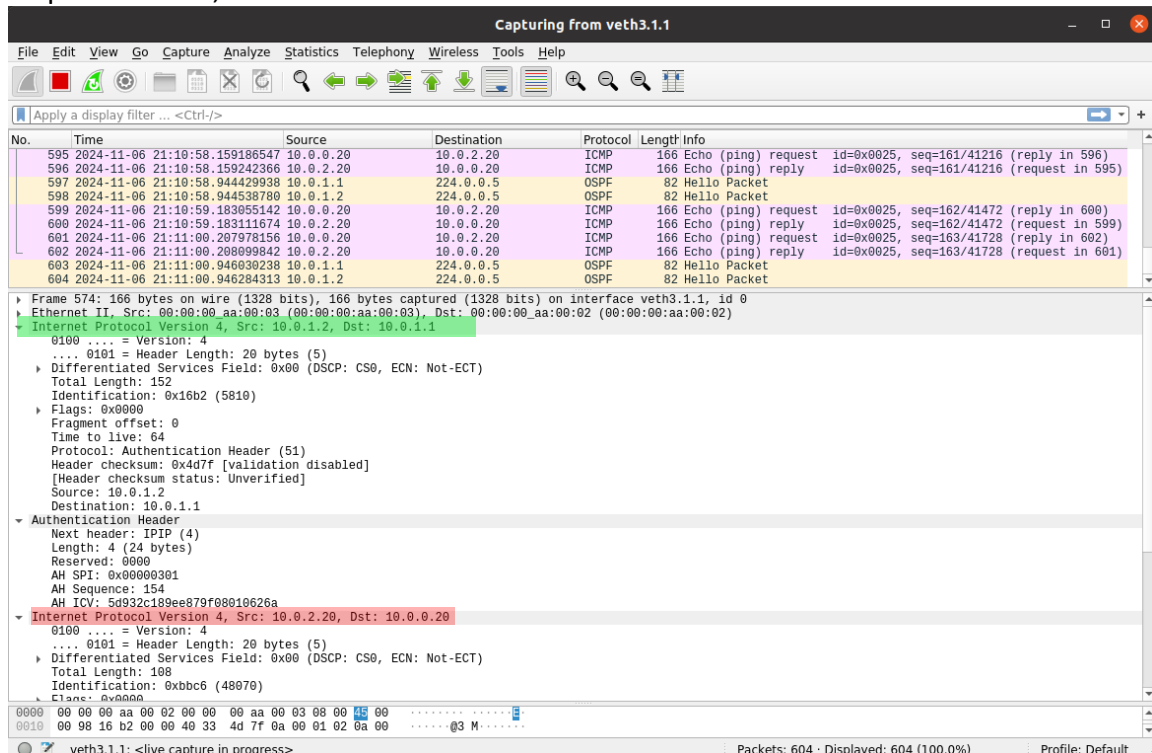 Capturing from veth3.1.1
File Edit View Go Capture Analyze Statistics Telephony Wireless Tools Help
Apply a display filter ... <Ctrl-/>
No. Time Source Destination Protocol Length Info
595 2024-11-06 21:10:58.159186547 10.0.0.20 10.0.2.20 ICMP 166 Echo (ping) request id=0x0025, seq=161/41216 (reply in 596)
596 2024-11-06 21:10:58.159242366 10.0.2.20 10.0.0.20 ICMP 166 Echo (ping) reply id=0x0025, seq=161/41216 (request in 595)
597 2024-11-06 21:10:58.944429938 10.0.1.1 224.0.0.5 OSPF 82 Hello Packet
598 2024-11-06 21:10:58.944538780 10.0.1.2 224.0.0.5 OSPF 82 Hello Packet
599 2024-11-06 21:10:59.183055142 10.0.0.20 10.0.2.20 ICMP 166 Echo (ping) request id=0x0025, seq=162/41472 (reply in 600)
600 2024-11-06 21:10:59.183111674 10.0.2.20 10.0.0.20 ICMP 166 Echo (ping) reply id=0x0025, seq=162/41472 (request in 599)
601 2024-11-06 21:11:00.207978156 10.0.0.20 10.0.2.20 ICMP 166 Echo (ping) request id=0x0025, seq=163/41728 (reply in 602)
602 2024-11-06 21:11:00.208099842 10.0.2.20 10.0.0.20 ICMP 166 Echo (ping) reply id=0x0025, seq=163/41728 (request in 601)
603 2024-11-06 21:11:00.946030238 10.0.1.1 224.0.0.5 OSPF 82 Hello Packet
604 2024-11-06 21:11:00.946284313 10.0.1.2 224.0.0.5 OSPF 82 Hello Packet
Frame 574: 166 bytes on wire (1328 bits), 166 bytes captured (1328 bits) on interface veth3.1.1, id 0
Ethernet II, Src: 00:00:00_aa:00:03 (00:00:00:aa:00:03), Dst: 00:00:00_aa:00:02 (00:00:00:aa:00:02)
Internet Protocol Version 4, Src: 10.0.1.2, Dst: 10.0.1.1
0100 .... = Version: 4
.... 0101 = Header Length: 20 bytes (5)
Differentiated Services Field: 0x00 (DSCP: CS0, ECN: Not-ECT)
Total Length: 152
Identification: 0x16b2 (5810)
Flags: 0x0000
Fragment offset: 0
Time to live: 64
Protocol: Authentication Header (51)
Header checksum: 0x4d7f [validation disabled]
[Header checksum status: Unverified]
Source: 10.0.1.2
Destination: 10.0.1.1
Authentication Header
Next header: IPIP (4)
Length: 4 (24 bytes)
Reserved: 0000
AH SPI: 0x00000301
AH Sequence: 154
AH ICV: 5d932c189ee879f08010626a
Internet Protocol Version 4, Src: 10.0.2.20, Dst: 10.0.0.20
0100 .... = Version: 4
.... 0101 = Header Length: 20 bytes (5)
Differentiated Services Field: 0x00 (DSCP: CS0, ECN: Not-ECT)
Total Length: 108
Identification: 0xbbc6 (48070)
Flags: 0x0000
0000 00 00 00 aa 00 02 00 00 00 aa 00 03 08 00 45 00 ········ ······E·
0010 00 98 16 b2 00 00 40 33 4d 7f 0a 00 01 02 0a 00 ······@3 M·······
veth3.1.1: <live capture in progress> Packets: 604 · Displayed: 604 (100.0%) Profile: Default